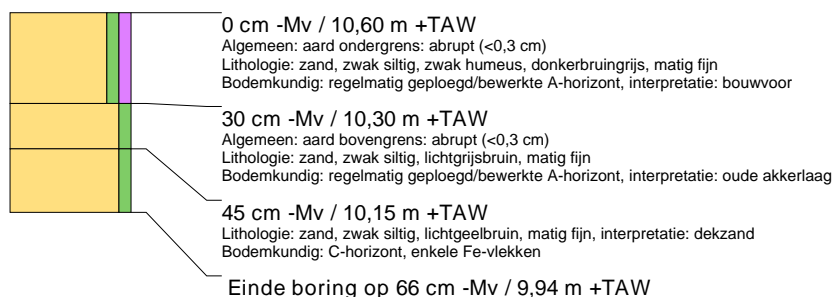 0 cm -Mv / 10,60 m +TAW
Algemeen: aard ondergrens: abrupt (<0,3 cm)
Lithologie: zand, zwak siltig, zwak humeus, donkerbruingrijs, matig fijn
Bodemkundig: regelmatig geploegd/bewerkte A-horizont, interpretatie: bouwvoor
30 cm -Mv / 10,30 m +TAW
Algemeen: aard bovengrens: abrupt (<0,3 cm)
Lithologie: zand, zwak siltig, lichtgrijsbruin, matig fijn
Bodemkundig: regelmatig geploegd/bewerkte A-horizont, interpretatie: oude akkerlaag
45 cm -Mv / 10,15 m +TAW
Lithologie: zand, zwak siltig, lichtgeelbruin, matig fijn, interpretatie: dekzand
Bodemkundig: C-horizont, enkele Fe-vlekken
Einde boring op 66 cm -Mv / 9,94 m +TAW